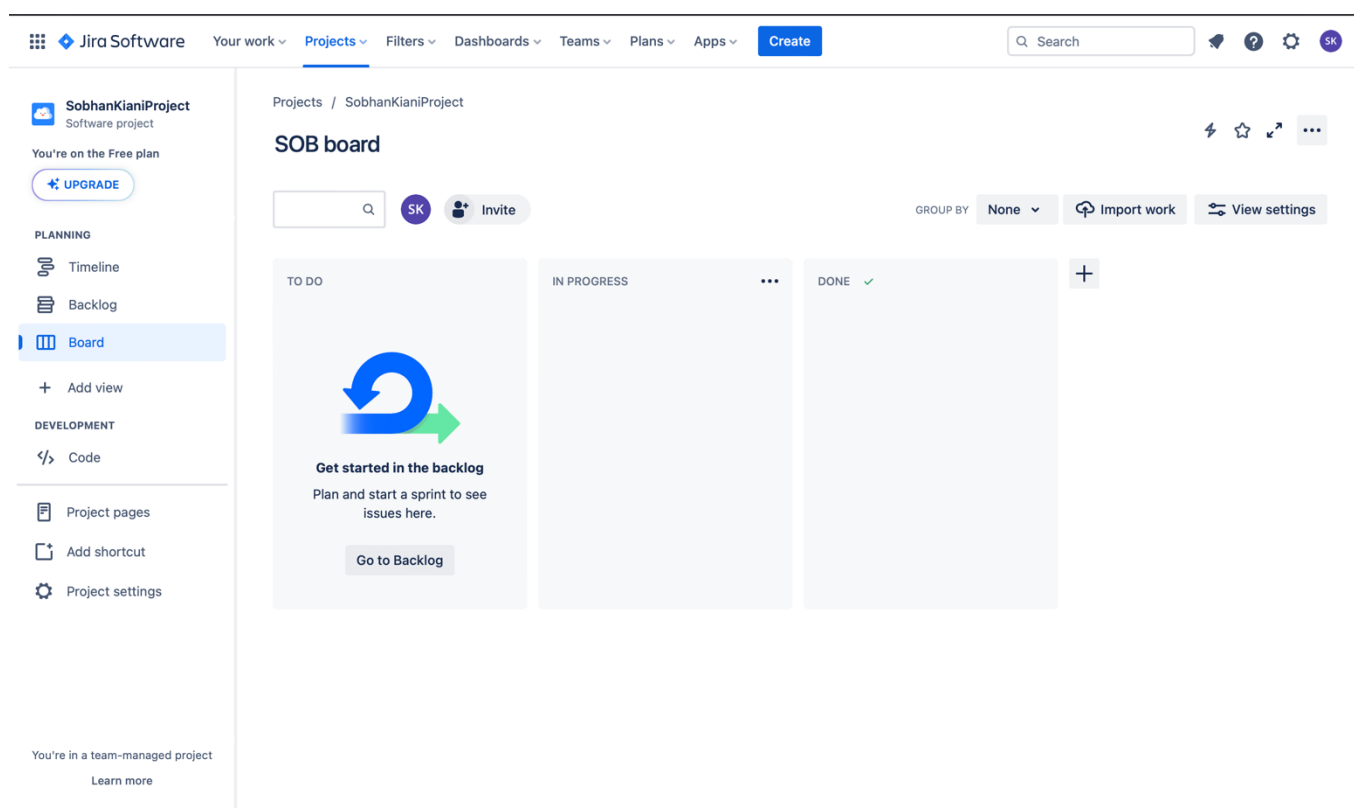 Jira Software Your work Projects Filters Dashboards Teams Plans Apps Create Search SK
SobhanKianiProject
Software project
You're on the Free plan
UPGRADE
PLANNING
Timeline
Backlog
Board
Add view
DEVELOPMENT
Code
Project pages
Add shortcut
Project settings
You're in a team-managed project
Learn more
Projects / SobhanKianiProject
SOB board
SK Invite GROUP BY None Import work View settings
TO DO IN PROGRESS DONE
Get started in the backlog
Plan and start a sprint to see
issues here.
Go to Backlog